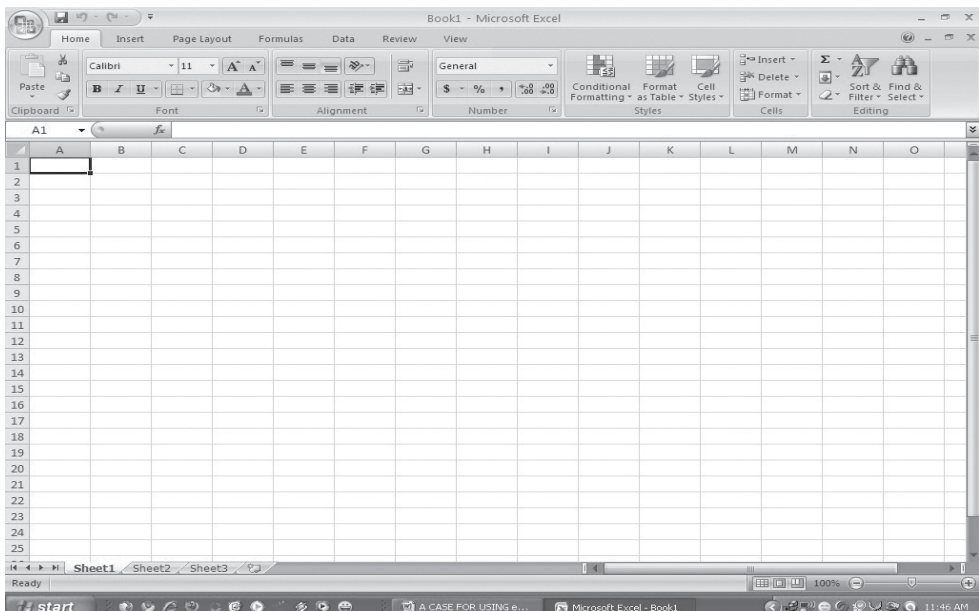 Book1 - Microsoft Excel
Home Insert Page Layout Formulas Data Review View
Calibri 11 A A General Σ Insert
Paste B I U A $ % , .0 .00 .00 .0 Conditional Formatting Format as Table Cell Styles Delete Format Sort & Filter Find & Select
Clipboard Font Alignment Number Styles Cells Editing
A1 fx
A B C D E F G H I J K L M N O
1
2
3
4
5
6
7
8
9
10
11
12
13
14
15
16
17
18
19
20
21
22
23
24
25
Sheet1 Sheet2 Sheet3
Ready 100%
start A CASE FOR USING e... Microsoft Excel - Book1 11:46 AM